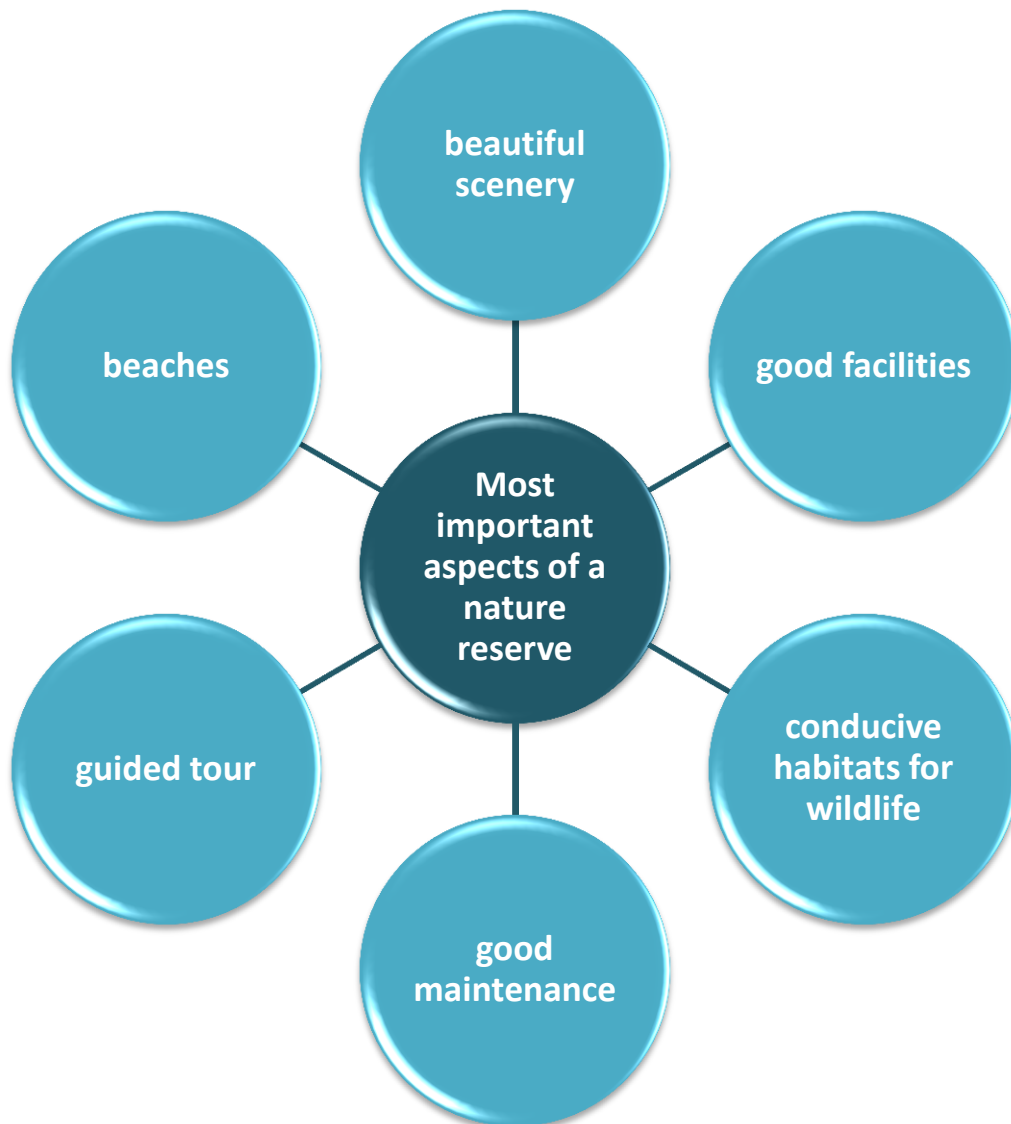 beautiful
scenery
beaches
good facilities
Most
important
aspects of a
nature
reserve
guided tour
conducive
habitats for
wildlife
good
maintenance